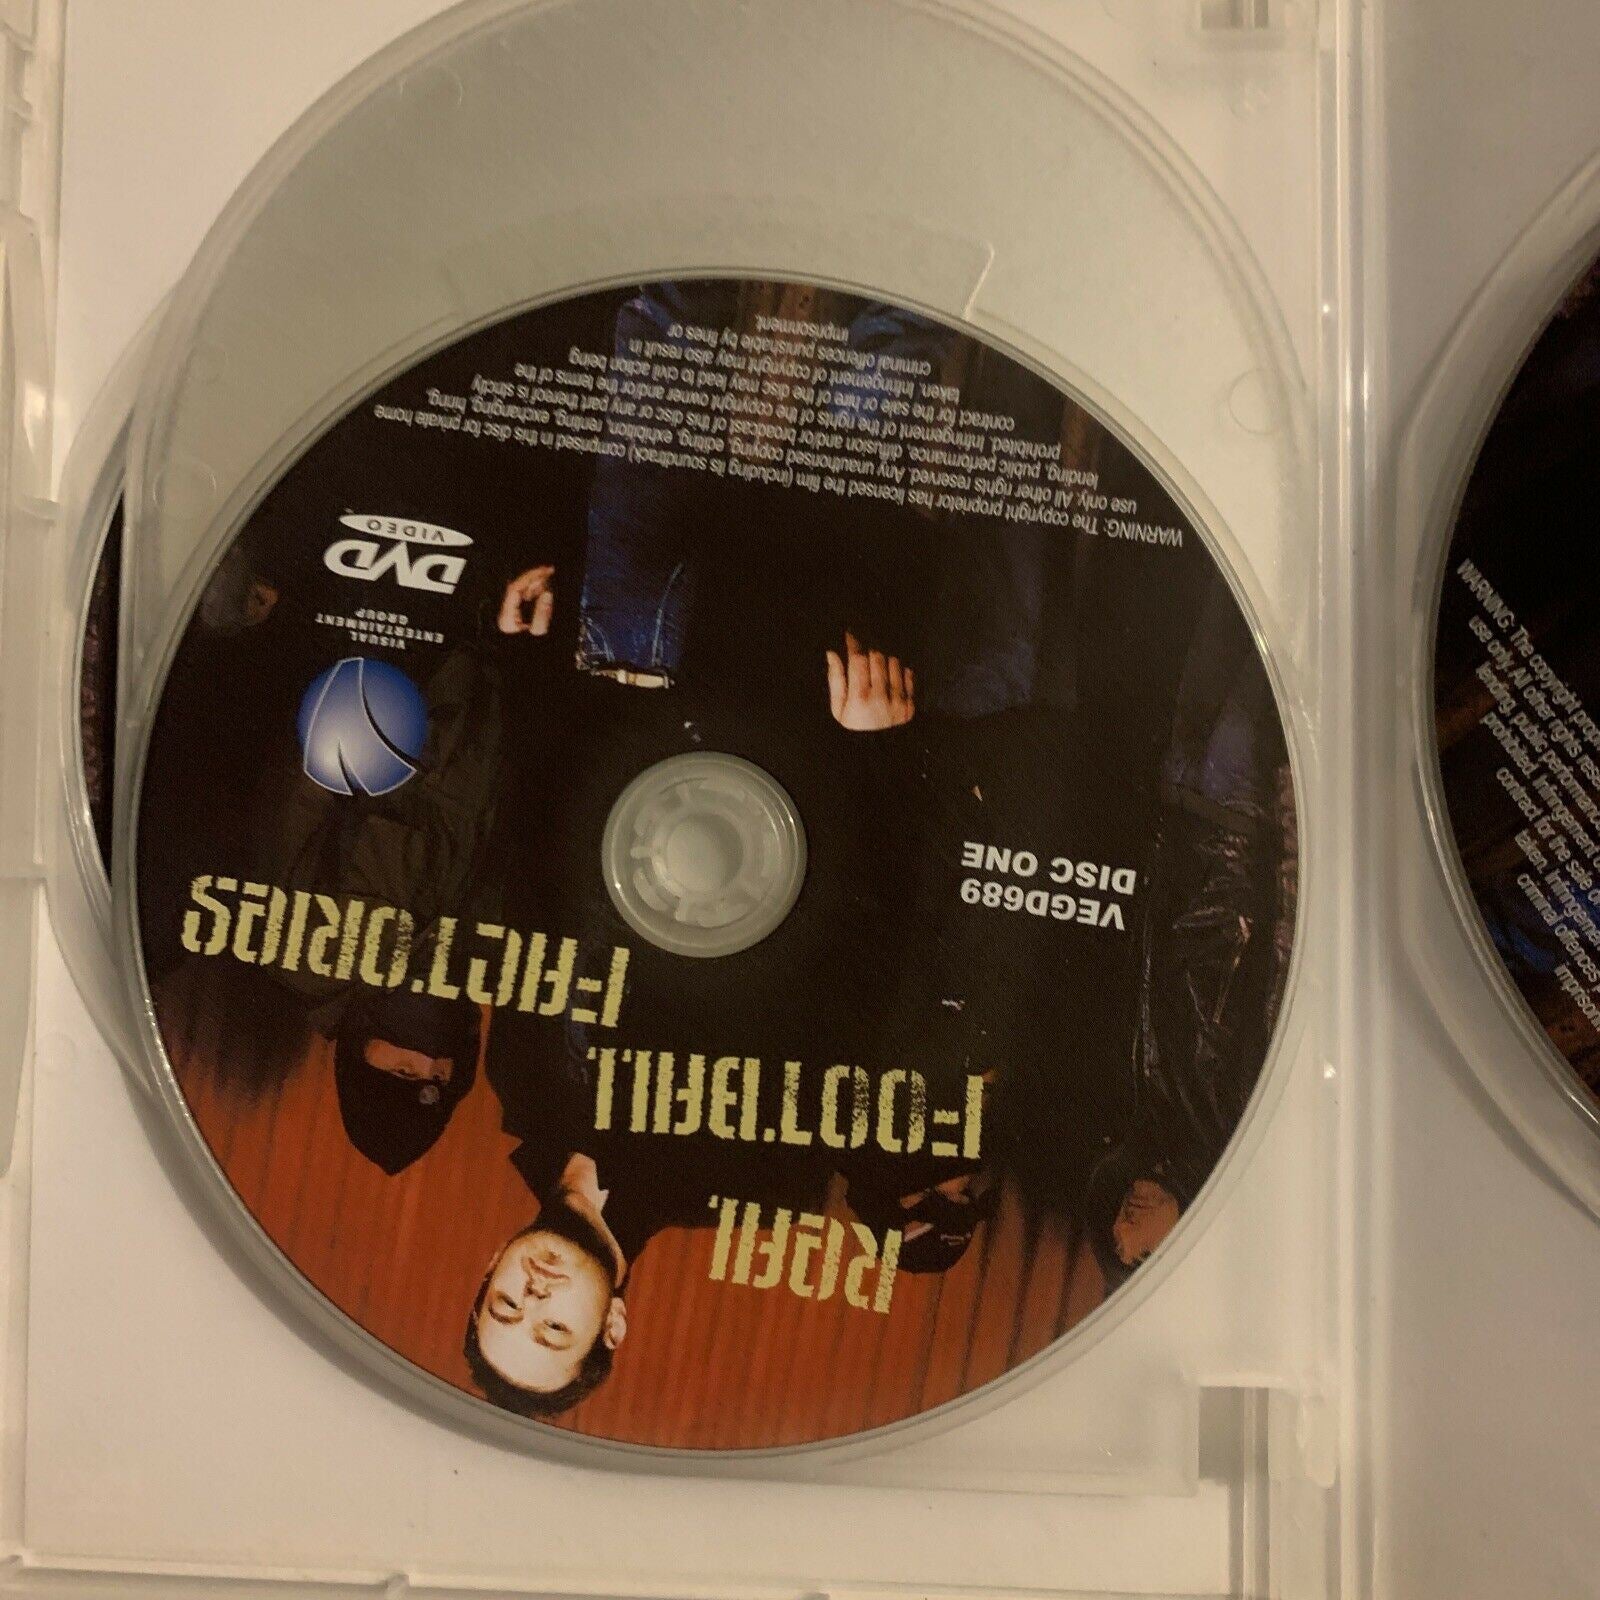 REAL
FOOTBALL
FACTORIES
VEGD689
DISC ONE
VISUAL
ENTERTAINMENT
GROUP
DVD
VIDEO
WARNING: The copyright proprietor has licensed the film (including its soundtrack) comprised in this disc for private home
use only. All other rights reserved. Any unauthorised copying, editing, exhibition, renting, exchanging, hiring,
lending, public performance, diffusion and/or broadcast of this disc or any part thereof is strictly
prohibited. Infringement of the rights of the copyright owner and/or the terms of the
contract for the sale or hire of the disc may lead to civil action being
taken. Infringement of copyright may also result in
criminal offences punishable by fines or
imprisonment.
WARNING: The copyright
use only. All other rights
lending, public performance
prohibited. Infringement
contract for the sale
taken. Infringement
criminal offences